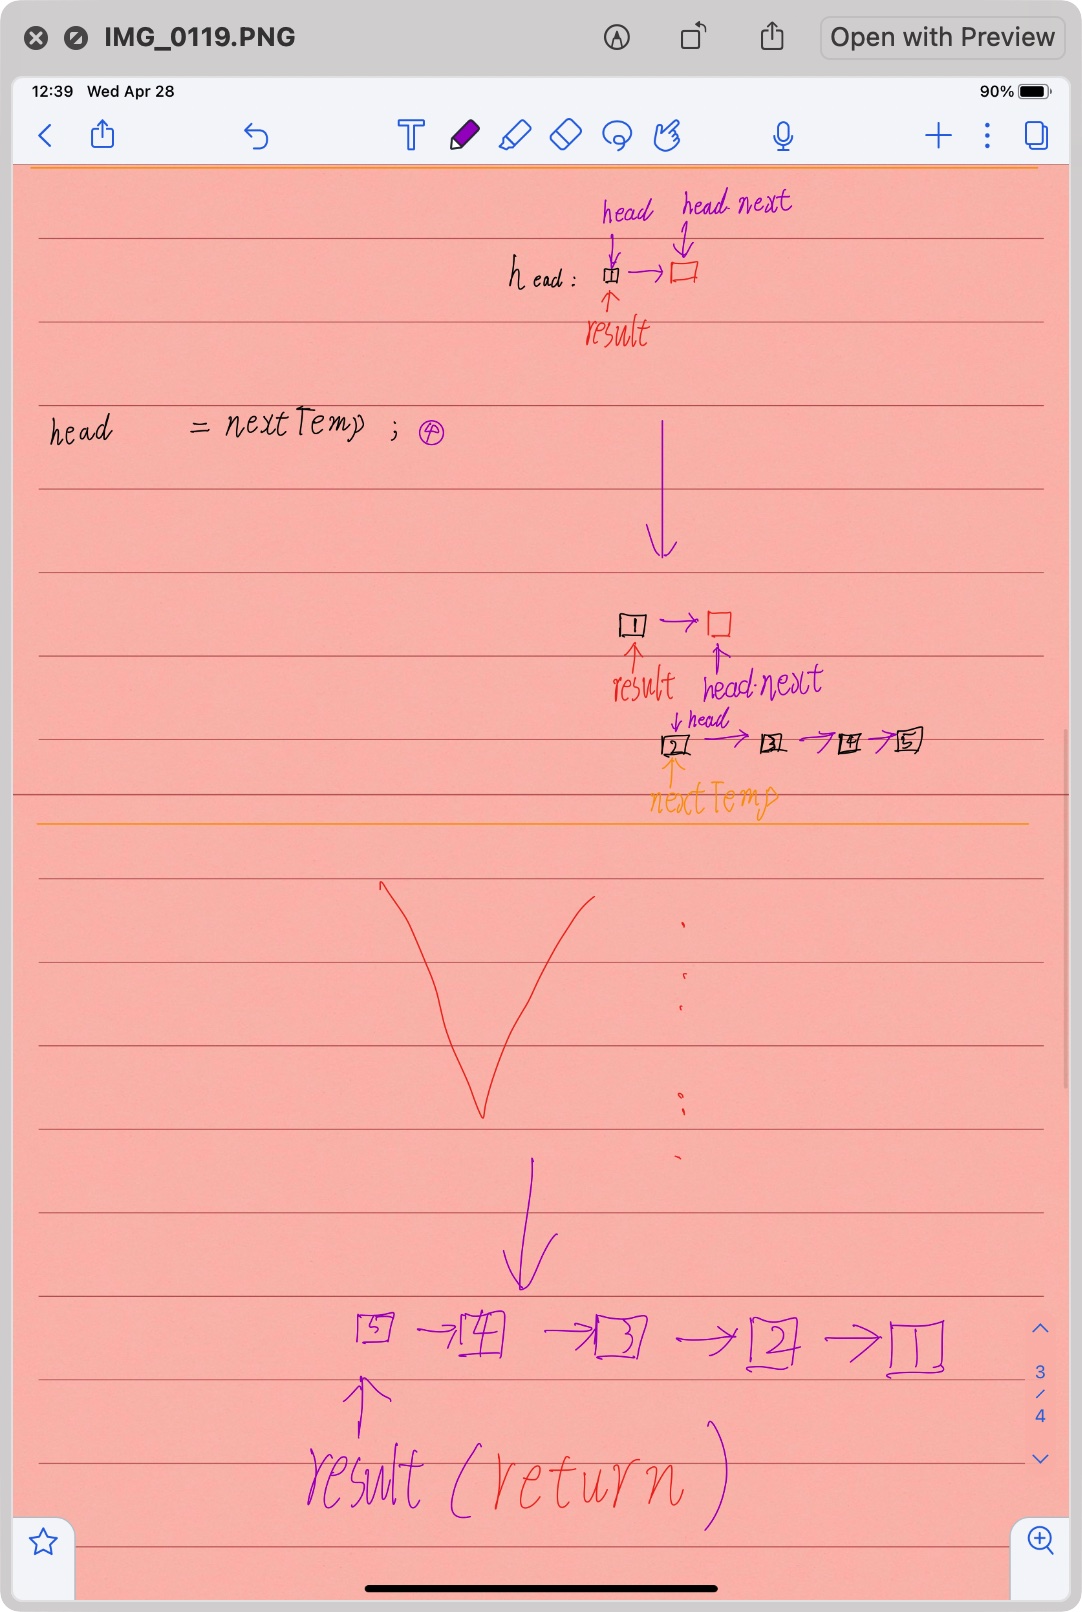 IMG_0119.PNG
Open with Preview
12:39 Wed Apr 28
90%
head head.next
head: 1
result
head = nextTemp ; ④
1
result head.next
head
2 3 4 5
nextTemp
5 4 3 2 1
3
/
4
result (return)